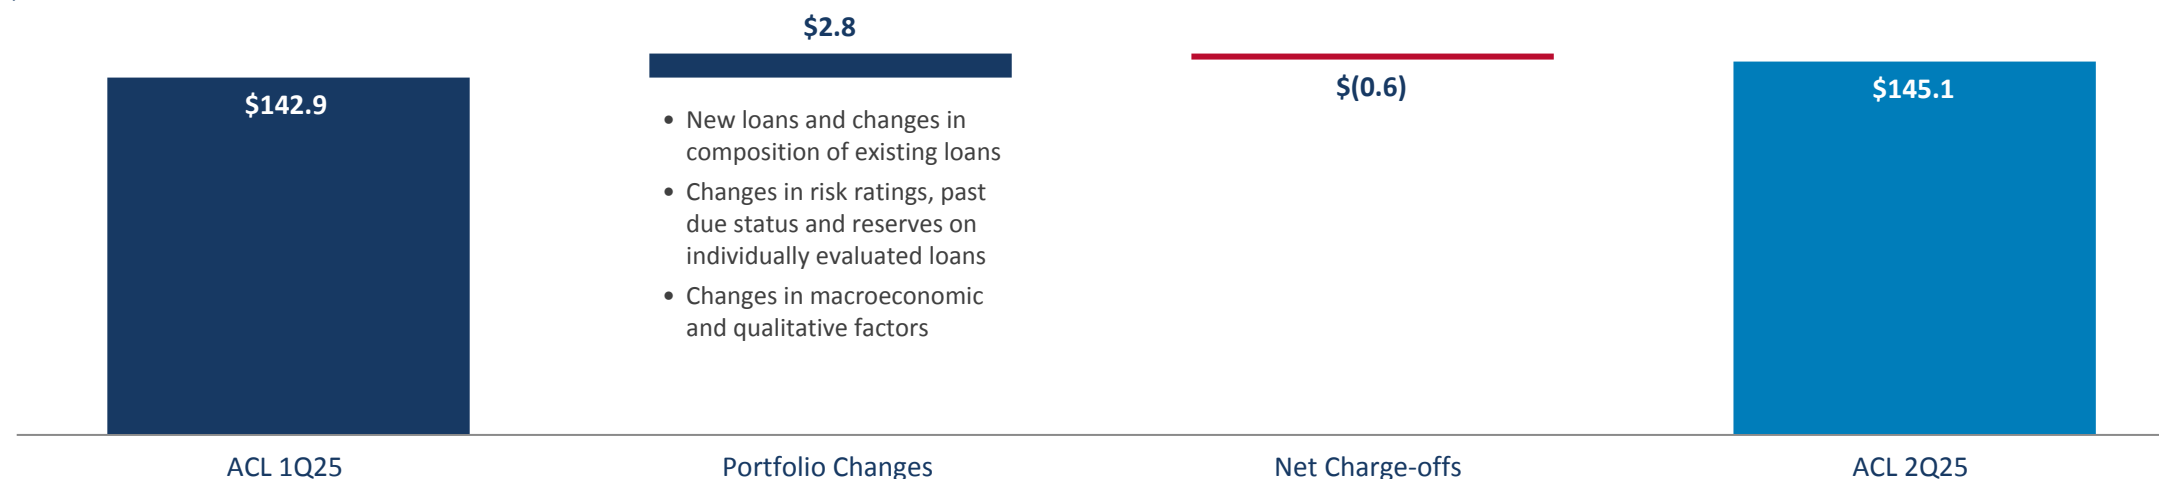 $2.8
$142.9
$(0.6)
$145.1
• New loans and changes in
composition of existing loans
• Changes in risk ratings, past
due status and reserves on
individually evaluated loans
• Changes in macroeconomic
and qualitative factors
ACL 1Q25
Portfolio Changes
Net Charge-offs
ACL 2Q25